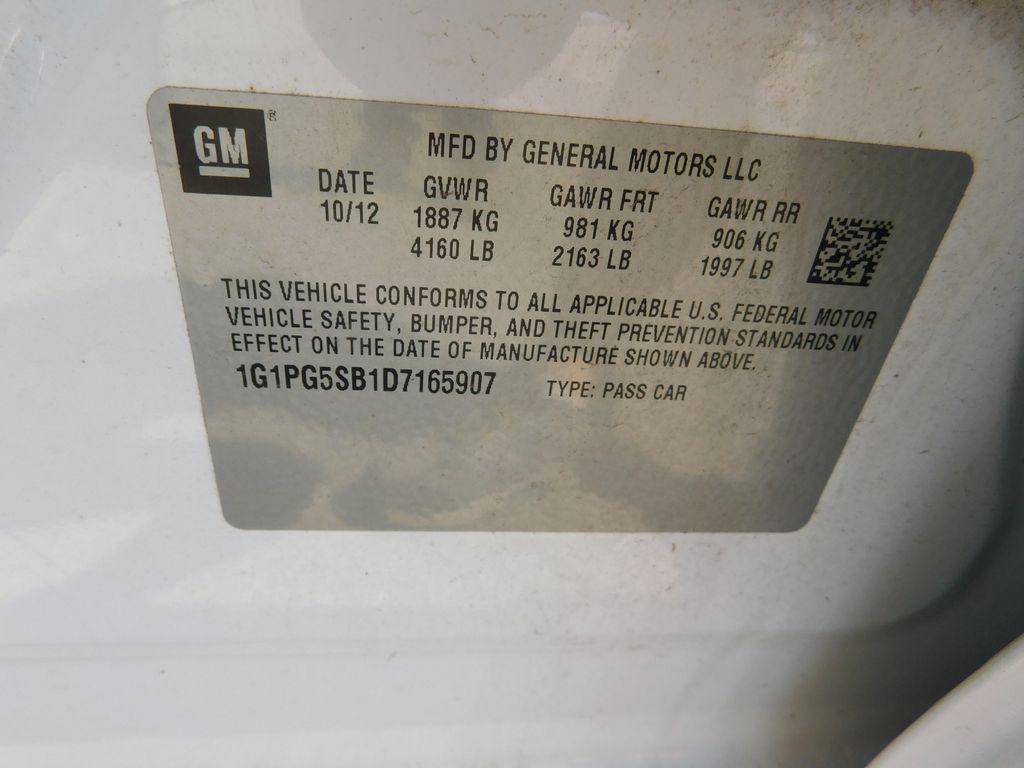 GM ®
MFD BY GENERAL MOTORS LLC
DATE GVWR GAWR FRT GAWR RR
10/12 1887 KG 981 KG 906 KG
4160 LB 2163 LB 1997 LB
THIS VEHICLE CONFORMS TO ALL APPLICABLE U.S. FEDERAL MOTOR
VEHICLE SAFETY, BUMPER, AND THEFT PREVENTION STANDARDS IN
EFFECT ON THE DATE OF MANUFACTURE SHOWN ABOVE.
1G1PG5SB1D7165907 TYPE: PASS CAR